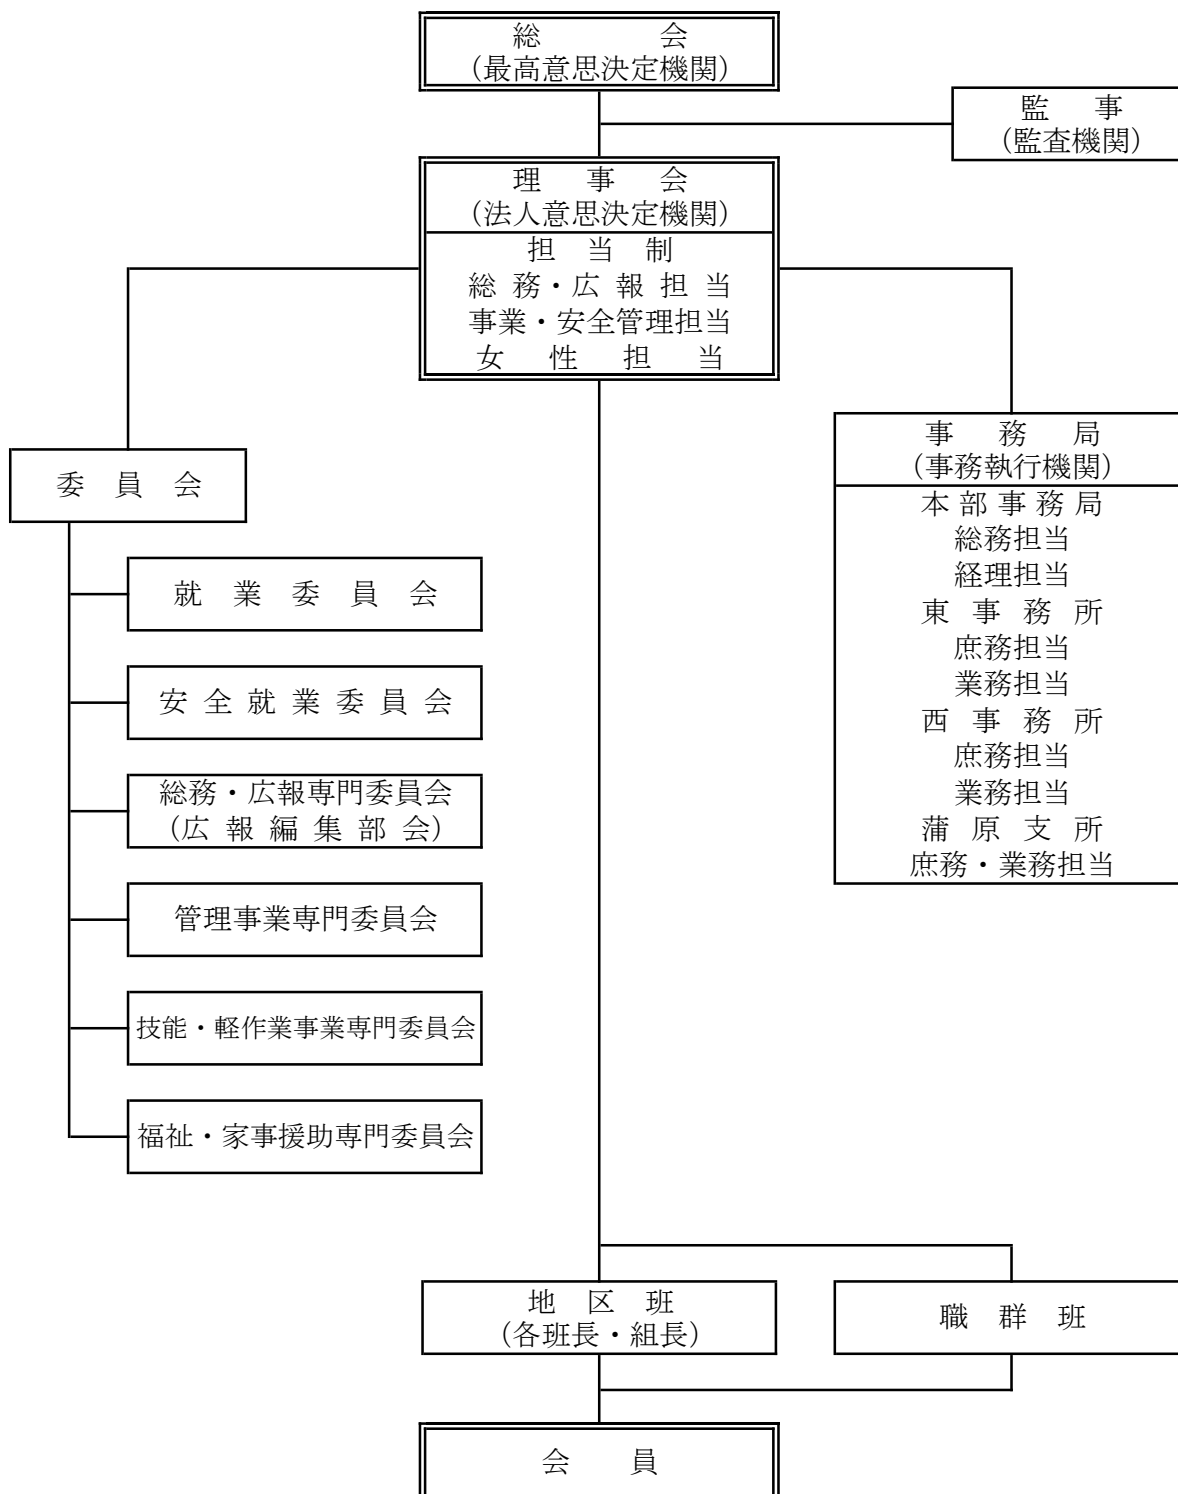 総会
（最高意思決定機関）
監事
（監査機関）
理事会
（法人意思決定機関）
担当制
総務・広報担当
事業・安全管理担当
女性担当
事務局
（事務執行機関）
本部事務局
総務担当
経理担当
東事務所
庶務担当
業務担当
西事務所
庶務担当
業務担当
蒲原支所
庶務・業務担当
委員会
就業委員会
安全就業委員会
総務・広報専門委員会
（広報編集部会）
管理事業専門委員会
技能・軽作業事業専門委員会
福祉・家事援助専門委員会
地区班
（各班長・組長）
職群班
会員